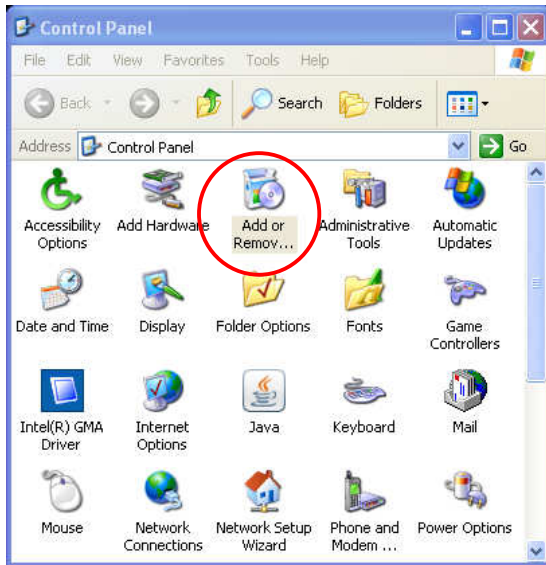 Control Panel
File Edit View Favorites Tools Help
Back Search Folders
Address Control Panel Go
Accessibility Options Add Hardware Add or Remov... Administrative Tools Automatic Updates
Date and Time Display Folder Options Fonts Game Controllers
Intel(R) GMA Driver Internet Options Java Keyboard Mail
Mouse Network Connections Network Setup Wizard Phone and Modem ... Power Options